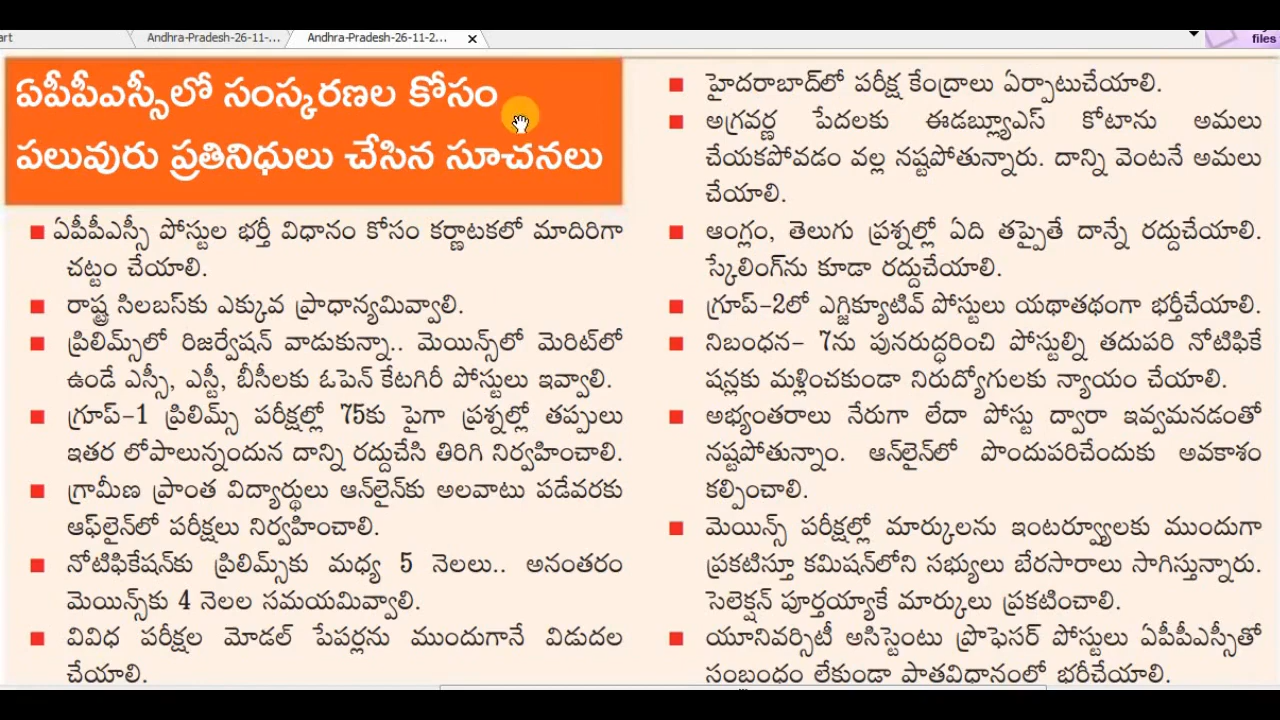 art
Andhra-Pradesh-26-11-...
Andhra-Pradesh-26-11-2...
files
ఏపీపీఎస్సీలో సంస్కరణల కోసం
పలువురు ప్రతినిధులు చేసిన సూచనలు
ఏపీపీఎస్సీ పోస్టుల భర్తీ విధానం కోసం కర్ణాటకలో మాదిరిగా
చట్టం చేయాలి.
రాష్ట్ర సిలబస్‌కు ఎక్కువ ప్రాధాన్యమివ్వాలి.
ప్రిలిమ్స్‌లో రిజర్వేషన్ వాడుకున్నా.. మెయిన్స్‌లో మెరిట్‌లో
ఉండే ఎస్సీ, ఎస్టీ, బీసీలకు ఓపెన్ కేటగిరీ పోస్టులు ఇవ్వాలి.
గ్రూప్-1 ప్రిలిమ్స్ పరీక్షల్లో 75కు పైగా ప్రశ్నల్లో తప్పులు
ఇతర లోపాలున్నందున దాన్ని రద్దుచేసి తిరిగి నిర్వహించాలి.
గ్రామీణ ప్రాంత విద్యార్థులు ఆన్‌లైన్‌కు అలవాటు పడేవరకు
ఆఫ్‌లైన్‌లో పరీక్షలు నిర్వహించాలి.
నోటిఫికేషన్‌కు ప్రిలిమ్స్‌కు మధ్య 5 నెలలు.. అనంతరం
మెయిన్స్‌కు 4 నెలల సమయమివ్వాలి.
వివిధ పరీక్షల మోడల్ పేపర్లను ముందుగానే విడుదల
చేయాలి.
హైదరాబాద్‌లో పరీక్ష కేంద్రాలు ఏర్పాటుచేయాలి.
అగ్రవర్ణ పేదలకు ఈడబ్ల్యూఎస్ కోటాను అమలు
చేయకపోవడం వల్ల నష్టపోతున్నారు. దాన్ని వెంటనే అమలు
చేయాలి.
ఆంగ్లం, తెలుగు ప్రశ్నల్లో ఏది తప్పైతే దాన్నే రద్దుచేయాలి.
స్కేలింగ్‌ను కూడా రద్దుచేయాలి.
గ్రూప్-2లో ఎగ్జిక్యూటివ్ పోస్టులు యథాతథంగా భర్తీచేయాలి.
నిబంధన- 7ను పునరుద్ధరించి పోస్టుల్ని తదుపరి నోటిఫికే
షన్లకు మళ్లించకుండా నిరుద్యోగులకు న్యాయం చేయాలి.
అభ్యంతరాలు నేరుగా లేదా పోస్టు ద్వారా ఇవ్వమనడంతో
నష్టపోతున్నాం. ఆన్‌లైన్‌లో పొందుపరిచేందుకు అవకాశం
కల్పించాలి.
మెయిన్స్ పరీక్షల్లో మార్కులను ఇంటర్వ్యూలకు ముందుగా
ప్రకటిస్తూ కమిషన్‌లోని సభ్యులు బేరసారాలు సాగిస్తున్నారు.
సెలెక్షన్ పూర్తయ్యాకే మార్కులు ప్రకటించాలి.
యూనివర్సిటీ అసిస్టెంటు ప్రొఫెసర్ పోస్టులు ఏపీపీఎస్సీతో
సంబంధం లేకుండా పాతవిధానంలో భర్తీచేయాలి.